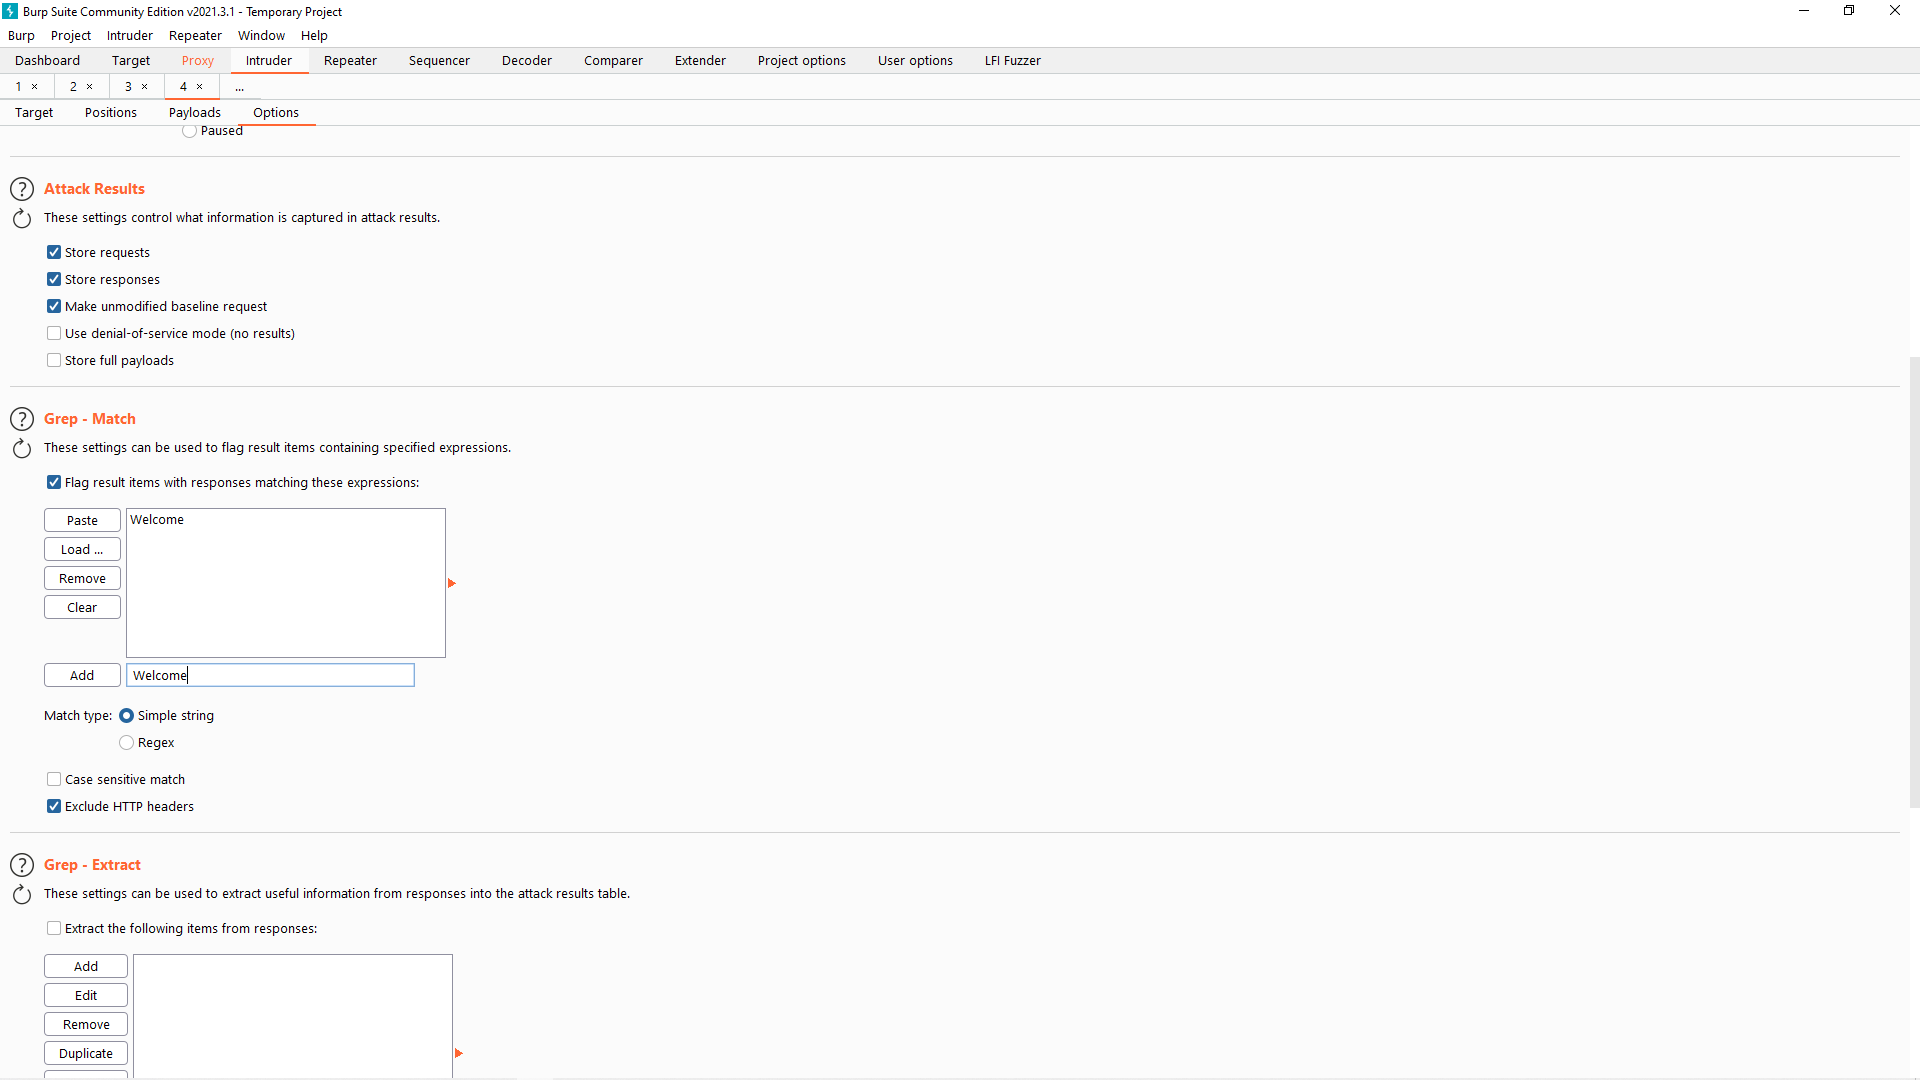 Burp Suite Community Edition v2021.3.1 - Temporary Project
Burp Project Intruder Repeater Window Help
Dashboard Target Proxy Intruder Repeater Sequencer Decoder Comparer Extender Project options User options LFI Fuzzer
1 × 2 × 3 × 4 × ...
Target Positions Payloads Options
Paused
? Attack Results
These settings control what information is captured in attack results.
Store requests
Store responses
Make unmodified baseline request
Use denial-of-service mode (no results)
Store full payloads
? Grep - Match
These settings can be used to flag result items containing specified expressions.
Flag result items with responses matching these expressions:
Paste Welcome
Load ...
Remove
Clear
Add Welcome
Match type: Simple string
Regex
Case sensitive match
Exclude HTTP headers
? Grep - Extract
These settings can be used to extract useful information from responses into the attack results table.
Extract the following items from responses:
Add
Edit
Remove
Duplicate